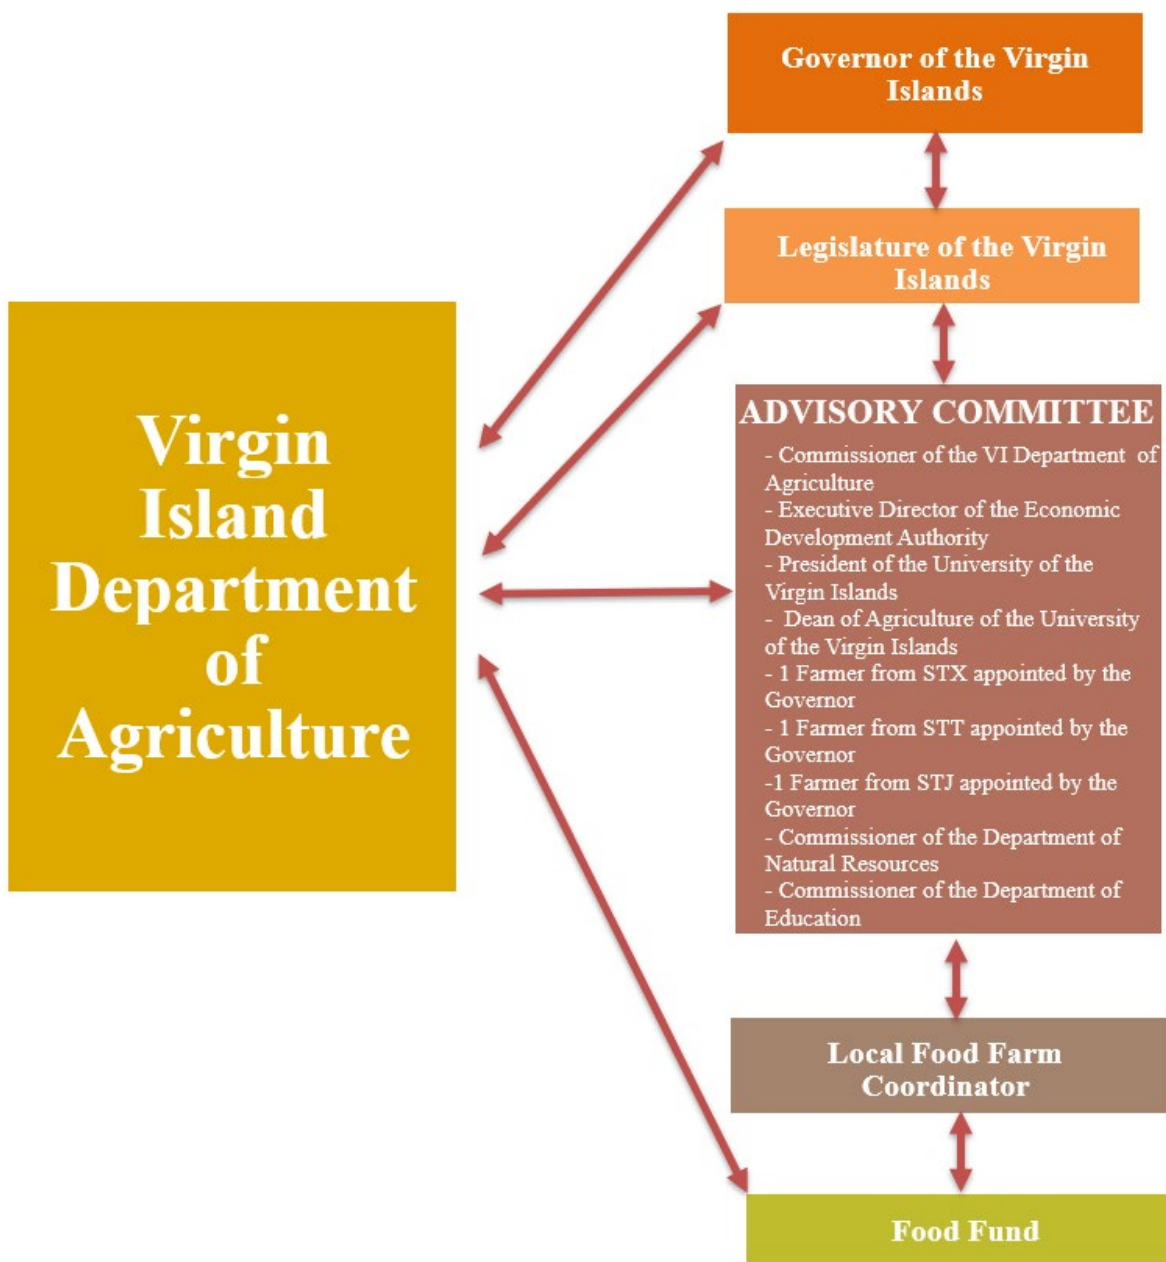 Governor of the Virgin
Islands
Legislature of the Virgin
Islands
Virgin
Island
Department
of
Agriculture
ADVISORY COMMITTEE
- Commissioner of the VI Department of
Agriculture
- Executive Director of the Economic
Development Authority
- President of the University of the
Virgin Islands
- Dean of Agriculture of the University
of the Virgin Islands
- 1 Farmer from STX appointed by the
Governor
- 1 Farmer from STT appointed by the
Governor
-1 Farmer from STJ appointed by the
Governor
- Commissioner of the Department of
Natural Resources
- Commissioner of the Department of
Education
Local Food Farm
Coordinator
Food Fund